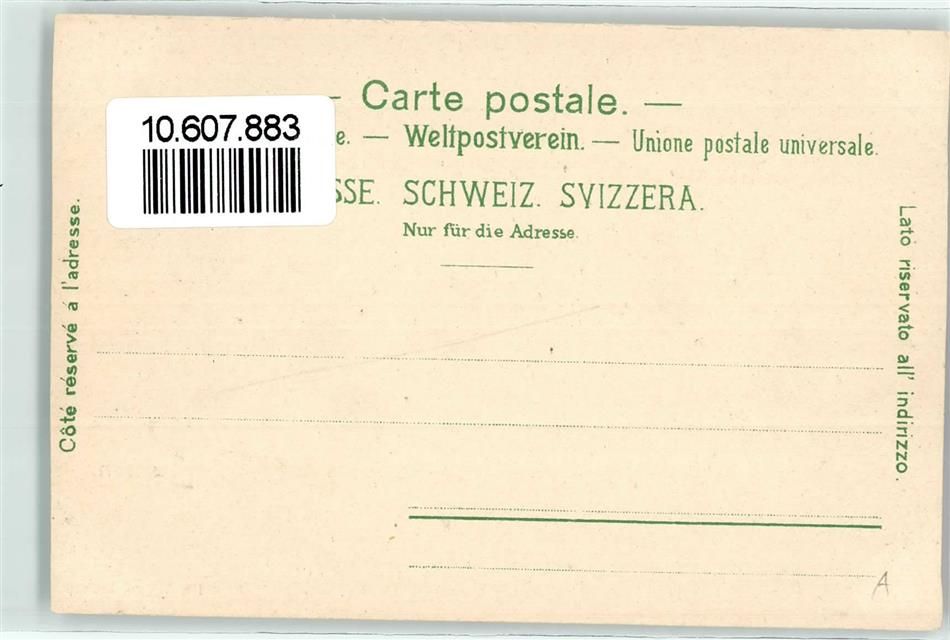 — Carte postale. —
10.607.883
e. — Weltpostverein. — Unione postale universale.
SSE. SCHWEIZ. SVIZZERA.
Nur für die Adresse.
Côté réservé á l'adresse.
Lato riservato all' indirizzo.
A